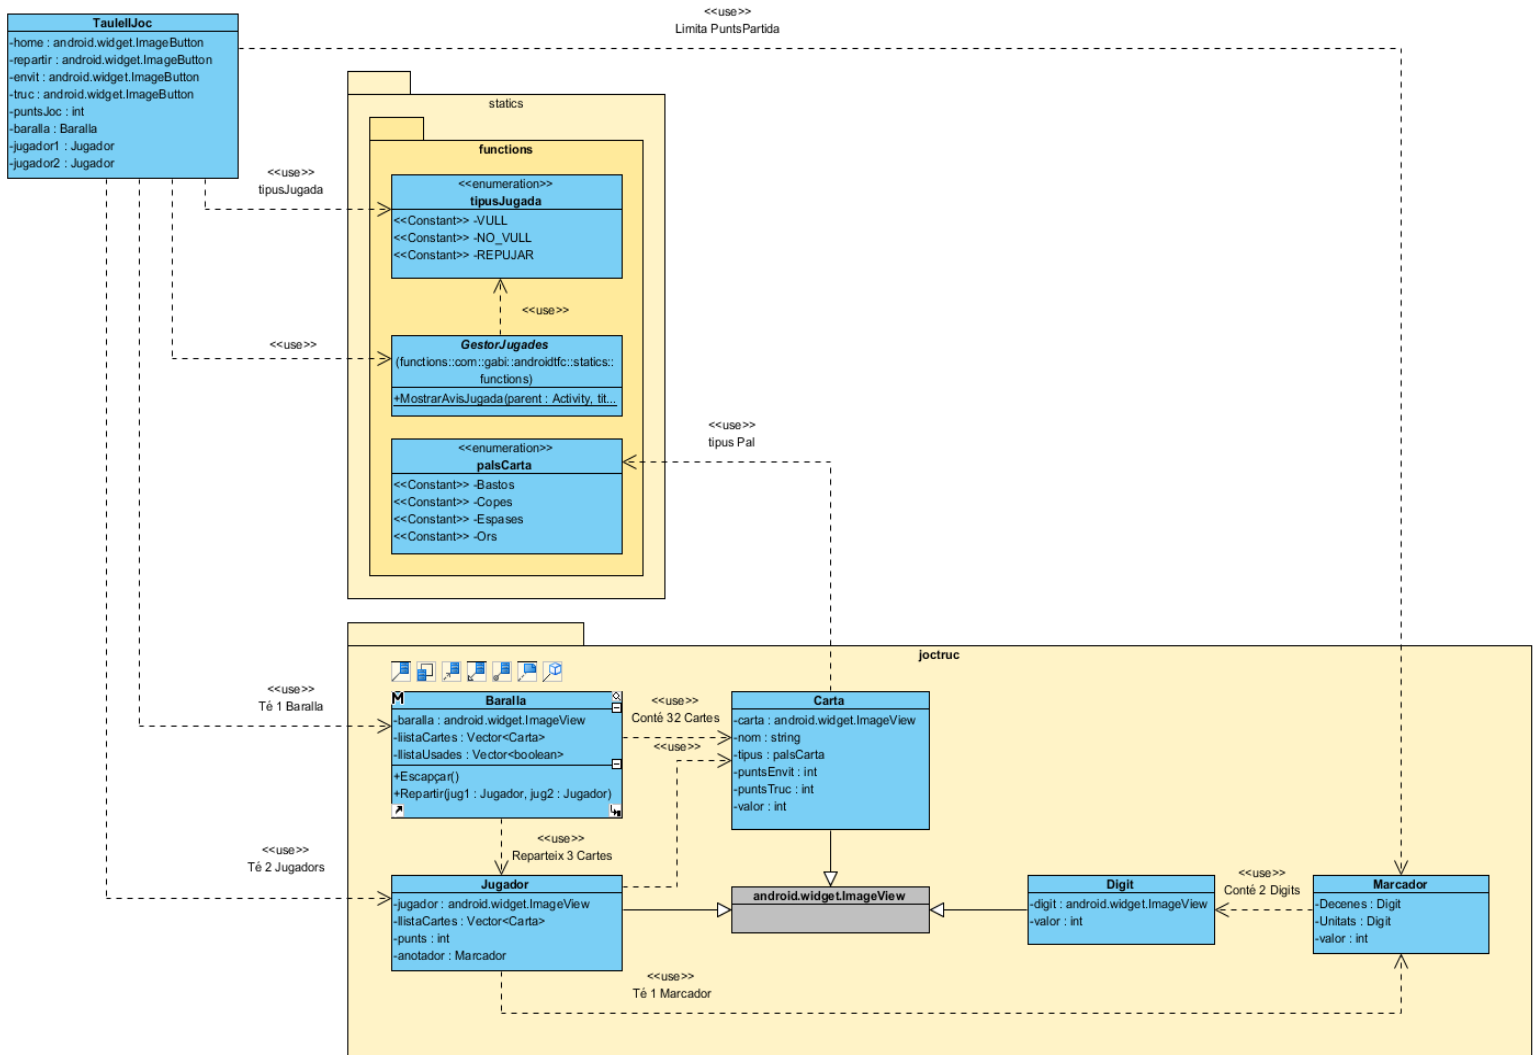 <<use>>
Limita PuntsPartida
TaulellJoc
-home : android.widget.ImageButton
-repartir : android.widget.ImageButton
-envit : android.widget.ImageButton
-truc : android.widget.ImageButton
-puntsJoc : int
-baralla : Baralla
-jugador1 : Jugador
-jugador2 : Jugador
statics
functions
<<use>>
tipusJugada
<<enumeration>>
tipusJugada
<<Constant>> -VULL
<<Constant>> -NO_VULL
<<Constant>> -REPUJAR
<<use>>
<<use>>
GestorJugades
(functions::com::gabi::androidtfc::statics::
functions)
+MostrarAvisJugada(parent : Activity, tit...
<<use>>
tipus Pal
<<enumeration>>
palsCarta
<<Constant>> -Bastos
<<Constant>> -Copes
<<Constant>> -Espases
<<Constant>> -Ors
joctruc
<<use>>
Té 1 Baralla
M
Baralla
-baralla : android.widget.ImageView
-llistaCartes : Vector<Carta>
-llistaUsades : Vector<boolean>
+Escapçar()
+Repartir(jug1 : Jugador, jug2 : Jugador)
<<use>>
Conté 32 Cartes
<<use>>
Carta
-carta : android.widget.ImageView
-nom : string
-tipus : palsCarta
-puntsEnvit : int
-puntsTruc : int
-valor : int
<<use>>
Reparteix 3 Cartes
<<use>>
Té 2 Jugadors
Jugador
-jugador : android.widget.ImageView
-llistaCartes : Vector<Carta>
-punts : int
-anotador : Marcador
android.widget.ImageView
Digit
-digit : android.widget.ImageView
-valor : int
<<use>>
Conté 2 Digits
Marcador
-Decenes : Digit
-Unitats : Digit
-valor : int
<<use>>
Té 1 Marcador